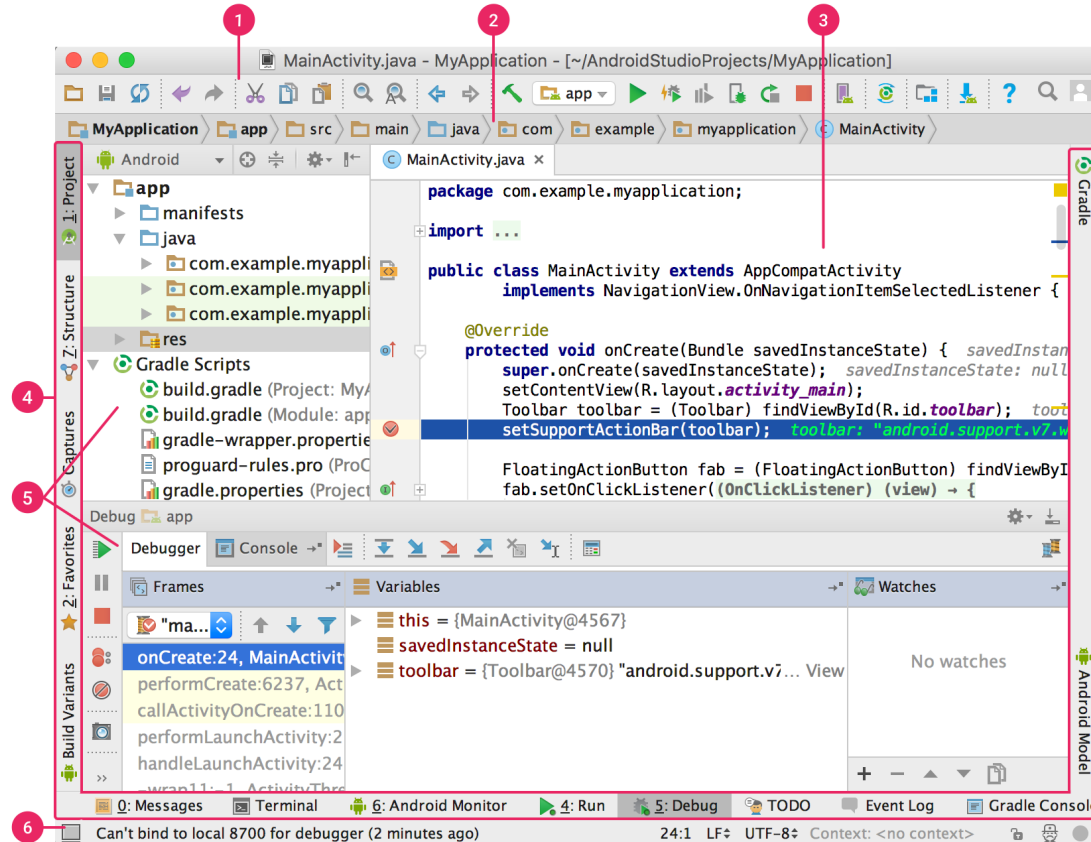 1
2
3
MainActivity.java - MyApplication - [~/AndroidStudioProjects/MyApplication]
app
MyApplication app src main java com example myapplication MainActivity
1: Project
Z: Structure
Captures
2: Favorites
Build Variants
4
5
6
Android
app
manifests
java
com.example.myappli
com.example.myappli
com.example.myappli
res
Gradle Scripts
build.gradle (Project: MyA
build.gradle (Module: app
gradle-wrapper.propertie
proguard-rules.pro (ProC
gradle.properties (Project
MainActivity.java
package com.example.myapplication;
import ...
public class MainActivity extends AppCompatActivity
implements NavigationView.OnNavigationItemSelectedListener {
@Override
protected void onCreate(Bundle savedInstanceState) { savedInstan
super.onCreate(savedInstanceState); savedInstanceState: null
setContentView(R.layout.activity_main);
Toolbar toolbar = (Toolbar) findViewById(R.id.toolbar); tool
setSupportActionBar(toolbar); toolbar: "android.support.v7.w
FloatingActionButton fab = (FloatingActionButton) findViewByI
fab.setOnClickListener((OnClickListener) (view) → {
Gradle
Android Model
Debug app
Debugger Console
Frames
"ma...
onCreate:24, MainActivit
performCreate:6237, Act
callActivityOnCreate:110
performLaunchActivity:2
handleLaunchActivity:24
-wrap11:-1, ActivityThre
Variables
this = {MainActivity@4567}
savedInstanceState = null
toolbar = {Toolbar@4570} "android.support.v7... View
Watches
No watches
0: Messages Terminal 6: Android Monitor 4: Run 5: Debug TODO Event Log Gradle Console
Can't bind to local 8700 for debugger (2 minutes ago) 24:1 LF UTF-8 Context: <no context>